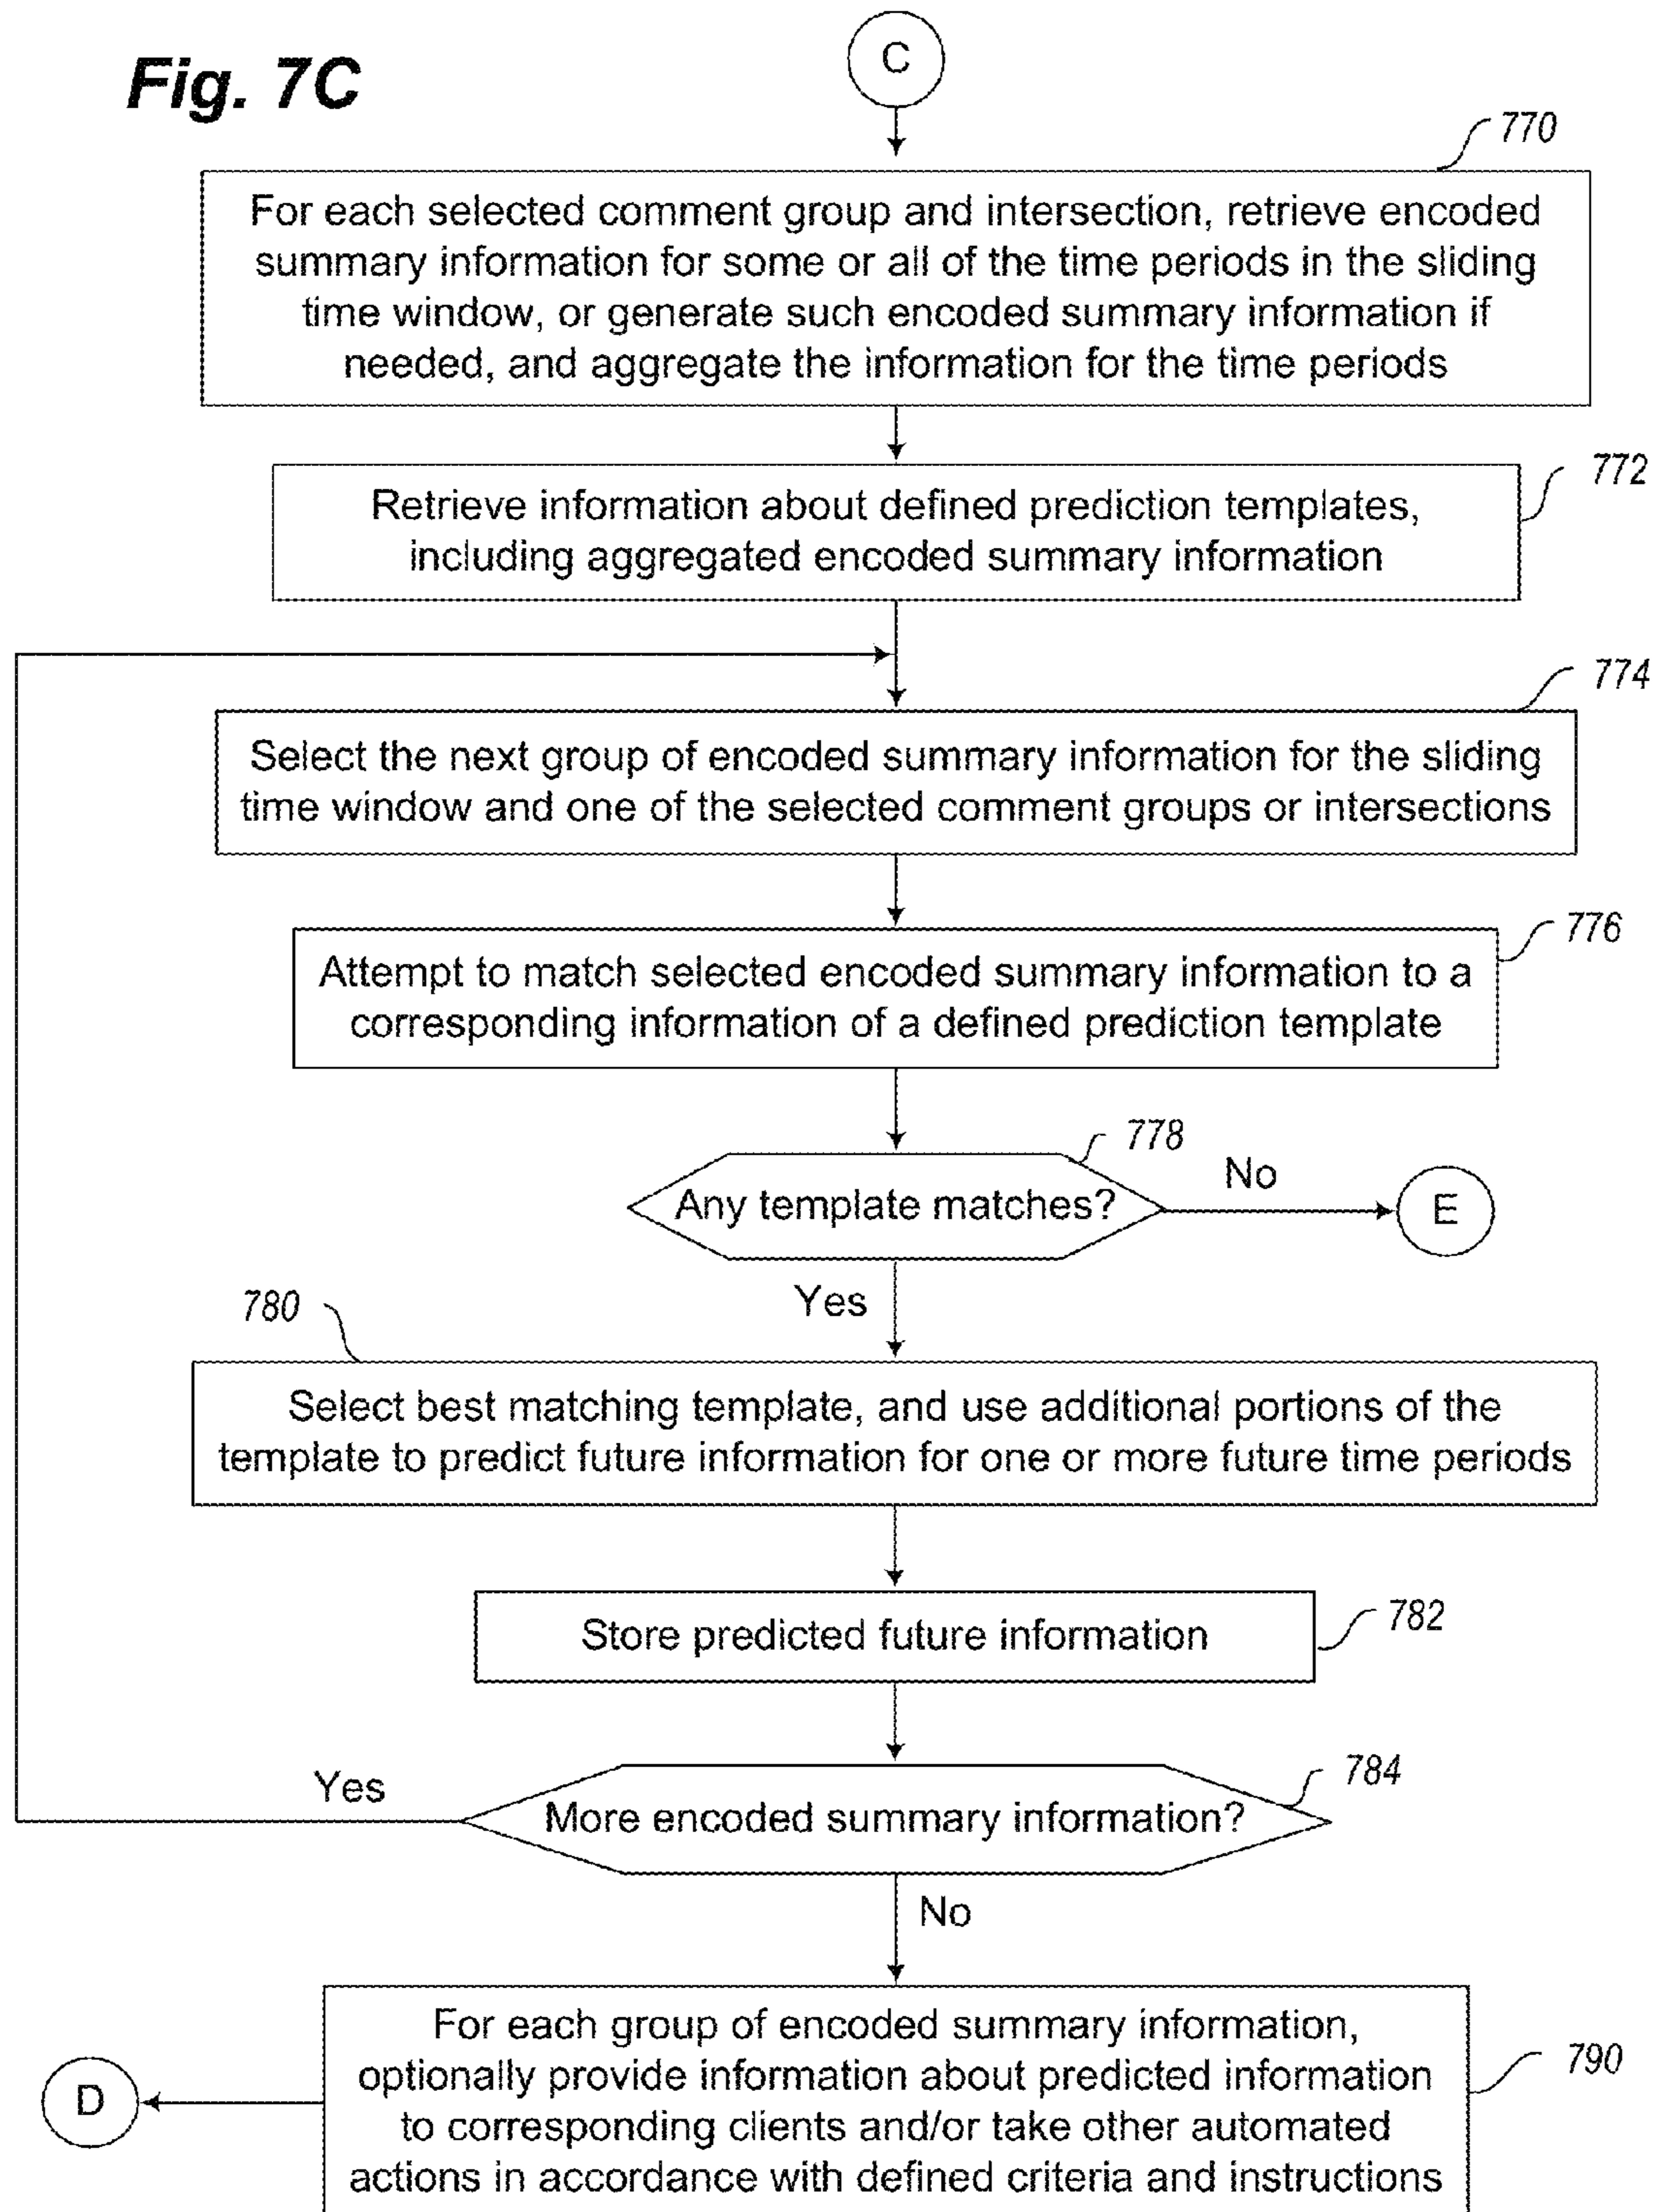 Fig. 7C
C
770
For each selected comment group and intersection, retrieve encoded
summary information for some or all of the time periods in the sliding
time window, or generate such encoded summary information if
needed, and aggregate the information for the time periods
772
Retrieve information about defined prediction templates,
including aggregated encoded summary information
774
Select the next group of encoded summary information for the sliding
time window and one of the selected comment groups or intersections
776
Attempt to match selected encoded summary information to a
corresponding information of a defined prediction template
778
Any template matches?
No
E
Yes
780
Select best matching template, and use additional portions of the
template to predict future information for one or more future time periods
782
Store predicted future information
784
More encoded summary information?
Yes
No
790
For each group of encoded summary information,
optionally provide information about predicted information
to corresponding clients and/or take other automated
actions in accordance with defined criteria and instructions
D